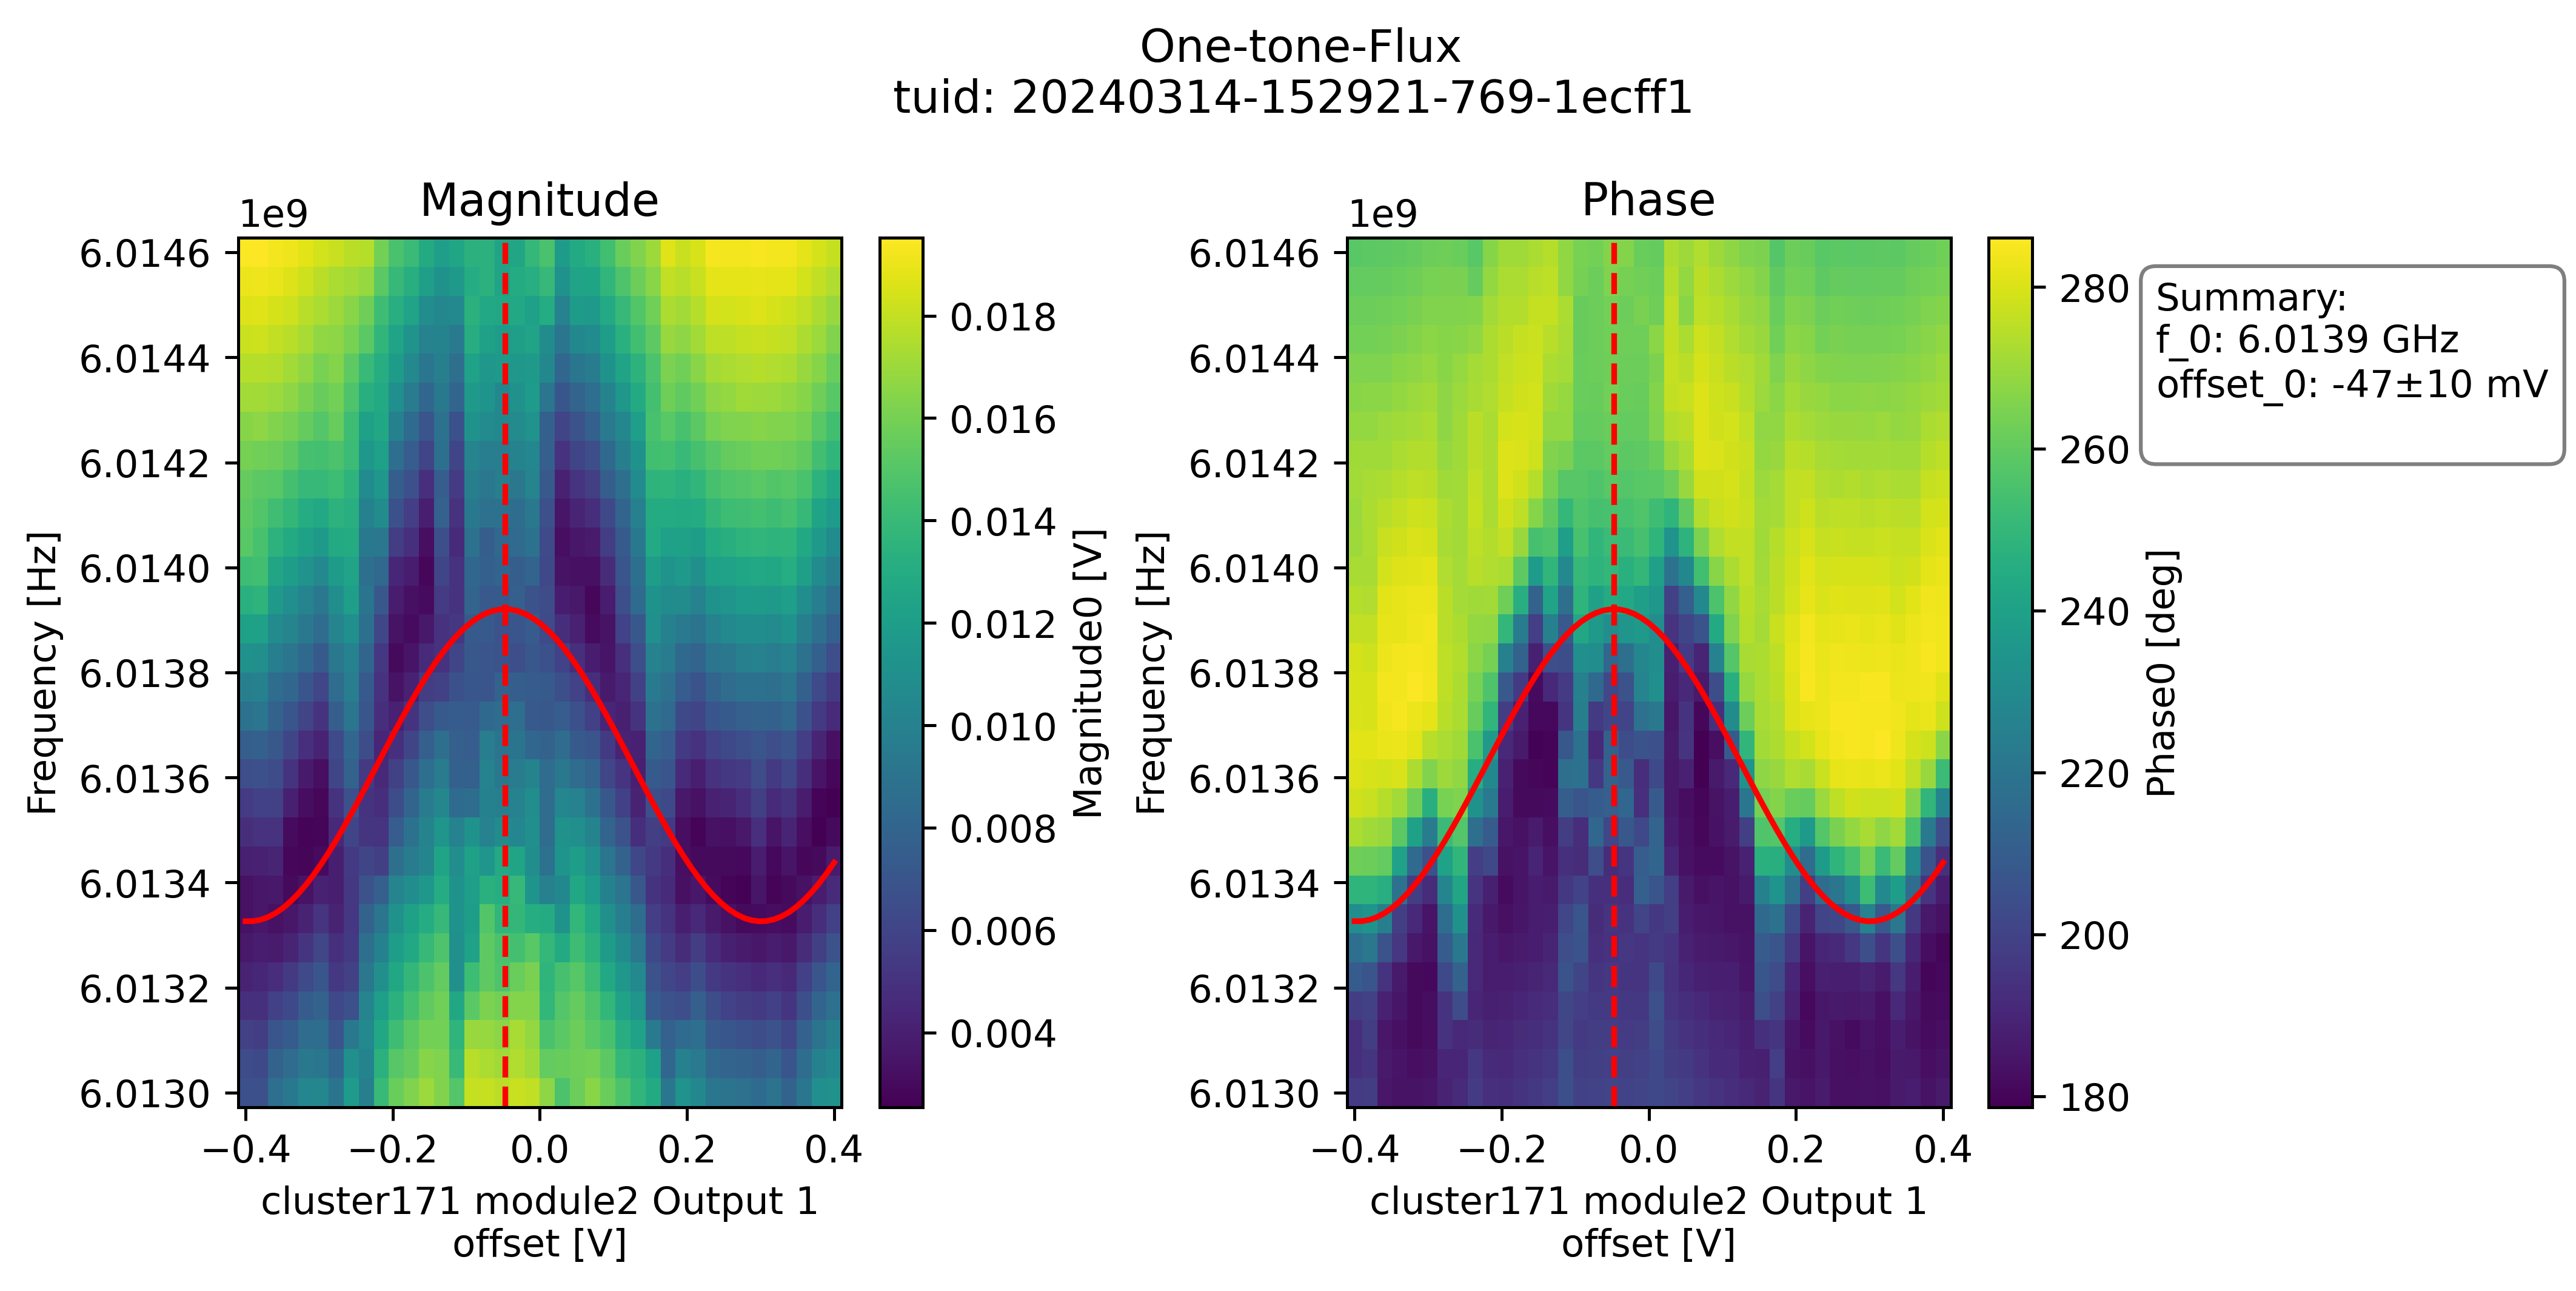 One-tone-Flux
tuid: 20240314-152921-769-1ecff1
Magnitude
1e9
6.0146
6.0144
6.0142
6.0140
6.0138
6.0136
6.0134
6.0132
6.0130
Frequency [Hz]
−0.4
−0.2
0.0
0.2
0.4
cluster171 module2 Output 1
offset [V]
0.018
0.016
0.014
0.012
0.010
0.008
0.006
0.004
Magnitude0 [V]
Phase
1e9
6.0146
6.0144
6.0142
6.0140
6.0138
6.0136
6.0134
6.0132
6.0130
Frequency [Hz]
−0.4
−0.2
0.0
0.2
0.4
cluster171 module2 Output 1
offset [V]
280
260
240
220
200
180
Phase0 [deg]
Summary:
f_0: 6.0139 GHz
offset_0: -47±10 mV